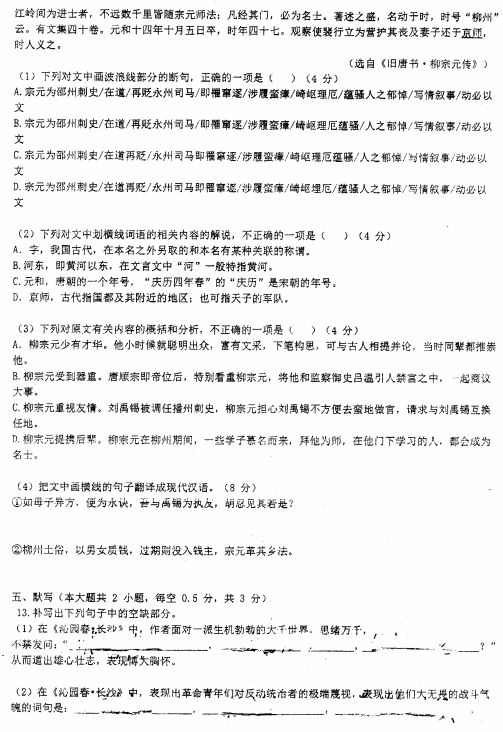 江岭间为进士者，不远数千里皆随宗元师法；凡经其门，必为名士。著述之盛，名动于时，时号“柳州”
云。有文集四十卷。元和十四年十月五日卒，时年四十七。观察使裴行立为营护其丧及妻子还于京师，
时人义之。
（选自《旧唐书·柳宗元传》）
（1）下列对文中画波浪线部分的断句，正确的一项是（　　）（4 分）
A.宗元为邵州刺史/在道/再贬永州司马/即罹窜逐/涉履蛮瘴/崎岖理厄/蕴骚人之郁悼/写情叙事/动必以
文
B.宗元为邵州刺史/在道/再贬永州司马/即罹窜逐/涉履蛮瘴/崎岖理厄蕴骚/人之郁悼/写情叙事/动必以
文
C.宗元为邵州刺史/在道再贬/永州司马即罹窜逐/涉履蛮瘴/崎岖理厄蕴骚/人之郁悼/写情叙事/动必以
文
D.宗元为邵州刺史/在道再贬/永州司马即罹窜逐/涉履蛮瘴/崎岖埋厄/蕴骚人之郁悼/写情叙事/动必以
文
（2）下列对文中划横线词语的相关内容的解说，不正确的一项是（　　）（4 分）
A. 字，我国古代，在本名之外另取的和本名有某种关联的称谓。
B.河东，即黄河以东，在文言文中“河”一般特指黄河。
C.元和，唐朝的一个年号，“庆历四年春”的“庆历”是宋朝的年号。
D. 京师，古代指国都及其附近的地区；也可指天子的军队。
（3）下列对原文有关内容的概括和分析，不正确的一项是（　　）（4 分）
A. 柳宗元少有才华。他小时候就聪明出众，富有文采，下笔构思，可与古人相提并论，当时同辈都推崇
他。
B.柳宗元受到器重。唐顺宗即帝位后，特别看重柳宗元，将他和监察御史吕温引人禁宫之中，一起商议
大事。
C.柳宗元重视友情。刘禹锡被调任播州刺史，柳宗元担心刘禹锡不方便去蛮地做官，请求与刘禹锡互换
任地。
D.柳宗元提携后辈。柳宗元在柳州期间，一些学子慕名而来，拜他为师，在他们下学习的人，都会成为
名士。
（4）把文中画横线的句子翻译成现代汉语。（8 分）
①如母子异方，便为永诀，吾与禹锡为执友，胡忍见其若是？
②柳州土俗，以男女质钱，过期则没入钱主，宗元革其乡法。
五、默写（本大题共 2 小题，每空 0.5 分，共 3 分）
13.补写出下列句子中的空缺部分。
（1）在《沁园春·长沙》中，作者面对一派生机勃勃的大千世界，思绪万千，
不禁发问：“________，________，________？”
从而道出雄心壮志，表现博大胸怀。
（2）在《沁园春·长沙》中，表现出革命青年们对反动统治者的极端蔑视，表现出他们大无畏的战斗气
魄的词句是：________，________，________。